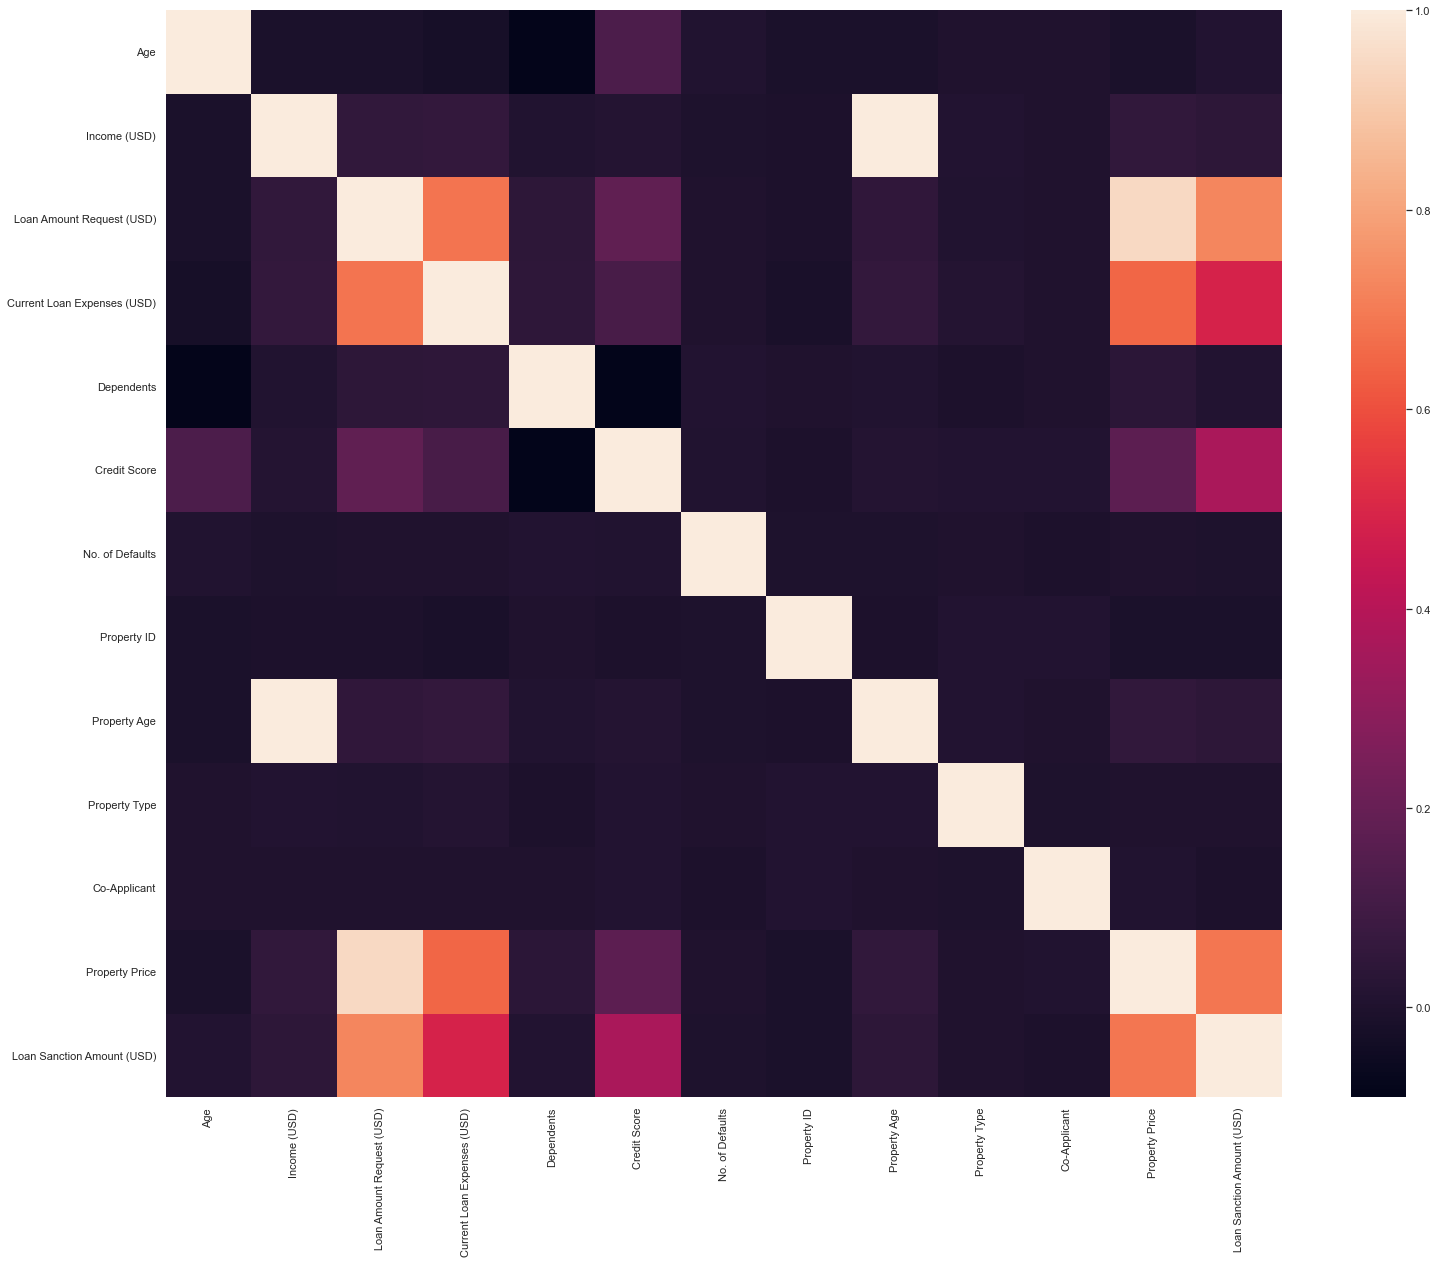 Age
Income (USD)
Loan Amount Request (USD)
Current Loan Expenses (USD)
Dependents
Credit Score
No. of Defaults
Property ID
Property Age
Property Type
Co-Applicant
Property Price
Loan Sanction Amount (USD)
Age
Income (USD)
Loan Amount Request (USD)
Current Loan Expenses (USD)
Dependents
Credit Score
No. of Defaults
Property ID
Property Age
Property Type
Co-Applicant
Property Price
Loan Sanction Amount (USD)
1.0
0.8
0.6
0.4
0.2
0.0